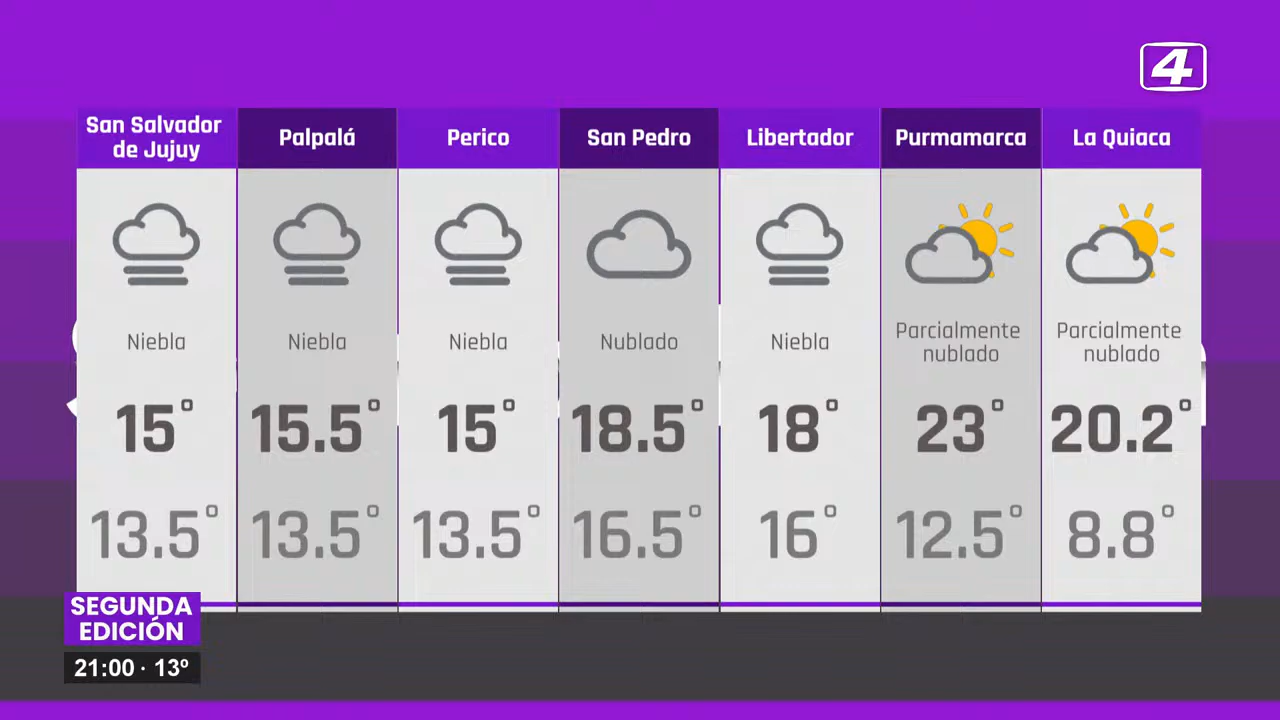 4
San Salvador
de Jujuy
Palpalá
Perico
San Pedro
Libertador
Purmamarca
La Quiaca
Niebla
Niebla
Niebla
Nublado
Niebla
Parcialmente
nublado
Parcialmente
nublado
15°
15.5°
15°
18.5°
18°
23°
20.2°
13.5°
13.5°
13.5°
16.5°
16°
12.5°
8.8°
SEGUNDA
EDICIÓN
21:00 · 13º